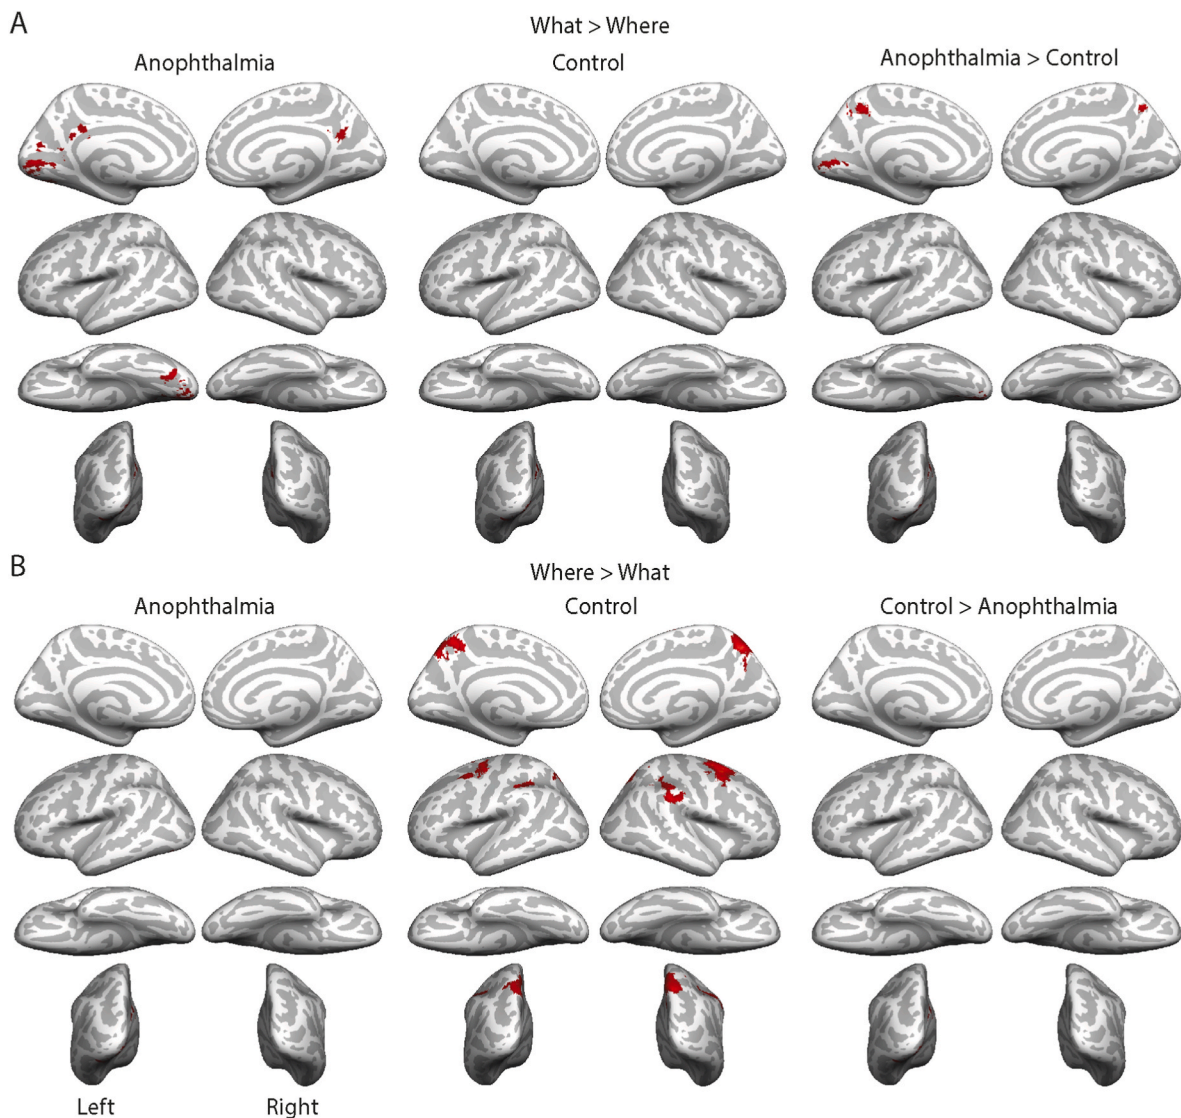 A
What > Where
Anophthalmia
Control
Anophthalmia > Control
B
Where > What
Anophthalmia
Control
Control > Anophthalmia
Left
Right